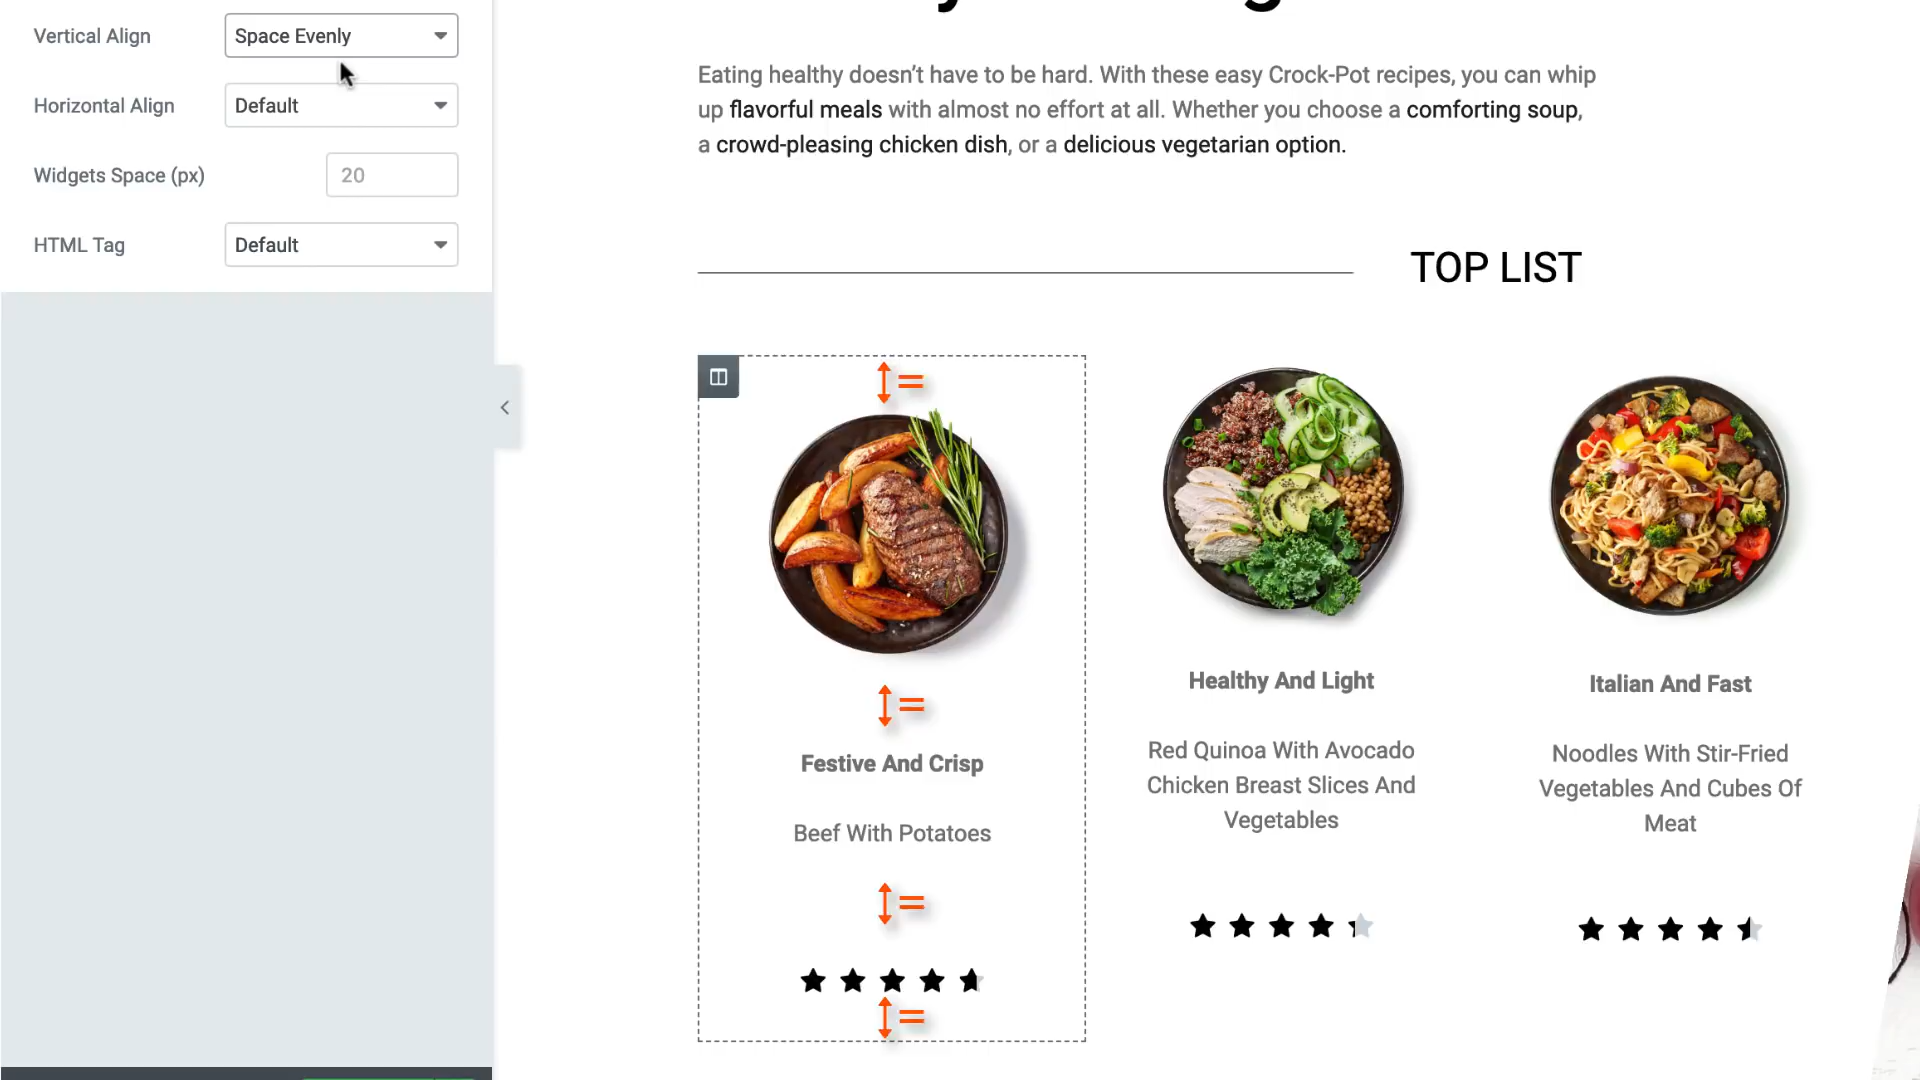 Vertical Align
Space Evenly
Horizontal Align
Default
Widgets Space (px)
20
HTML Tag
Default
Eating healthy doesn’t have to be hard. With these easy Crock-Pot recipes, you can whip
up flavorful meals with almost no effort at all. Whether you choose a comforting soup,
a crowd-pleasing chicken dish, or a delicious vegetarian option.
TOP LIST
Festive And Crisp
Beef With Potatoes
Healthy And Light
Red Quinoa With Avocado
Chicken Breast Slices And
Vegetables
Italian And Fast
Noodles With Stir-Fried
Vegetables And Cubes Of
Meat